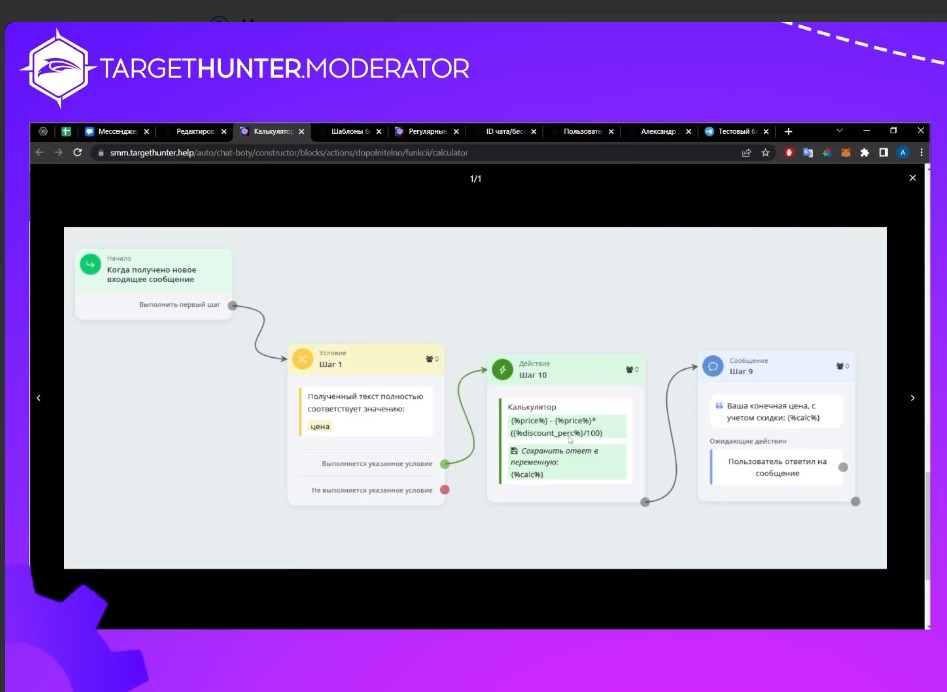 TARGETHUNTER.MODERATOR
Мессендже
Редактиров
Калькулято
Шаблоны б
Регулярные
ID чата/бес
Пользовате
Александр
Тестовый б
smm.targethunter.help/auto/chat-boty/constructor/blocks/actions/dopolnitelno/funkcii/calculator
1/1
Начало
Когда получено новое
входящее сообщение
Выполнить первый шаг
Условие
Шаг 1
0
Полученный текст полностью
соответствует значению:
цена
Выполняется указанное условие
Не выполняется указанное условие
Действие
Шаг 10
0
Калькулятор
{%price%} - {%price%}*
({%discount_perc%}/100)
Сохранить ответ в
переменную:
{%calc%}
Сообщение
Шаг 9
0
Ваша конечная цена, с
учетом скидки: {%calc%}
Ожидающие действия
Пользователь ответил на
сообщение